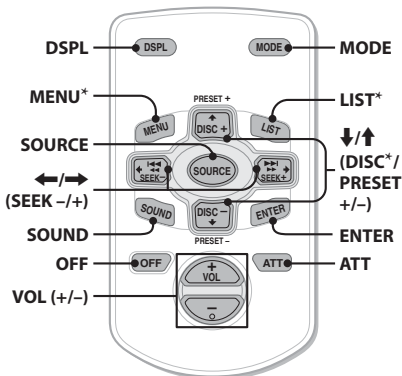 DSPL
DSPL
MODE
MODE
PRESET +
MENU*
LIST*
MENU
DISC +
LIST
SOURCE
↓/↑
(DISC*/
PRESET
+/–)
←/→
(SEEK –/+)
SEEK–
SOURCE
SEEK+
SOUND
DISC –
ENTER
SOUND
PRESET –
ENTER
OFF
OFF
ATT
ATT
VOL (+/–)
+
VOL
–